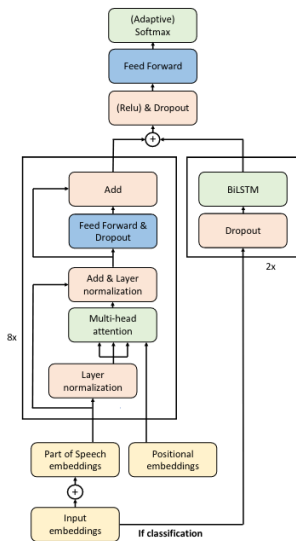 (Adaptive)
Softmax
Feed Forward
(Relu) & Dropout
+
Add
Feed Forward &
Dropout
Add & Layer
normalization
Multi-head
attention
Layer
normalization
8x
BiLSTM
Dropout
2x
Part of Speech
embeddings
Positional
embeddings
+
Input
embeddings
If classification